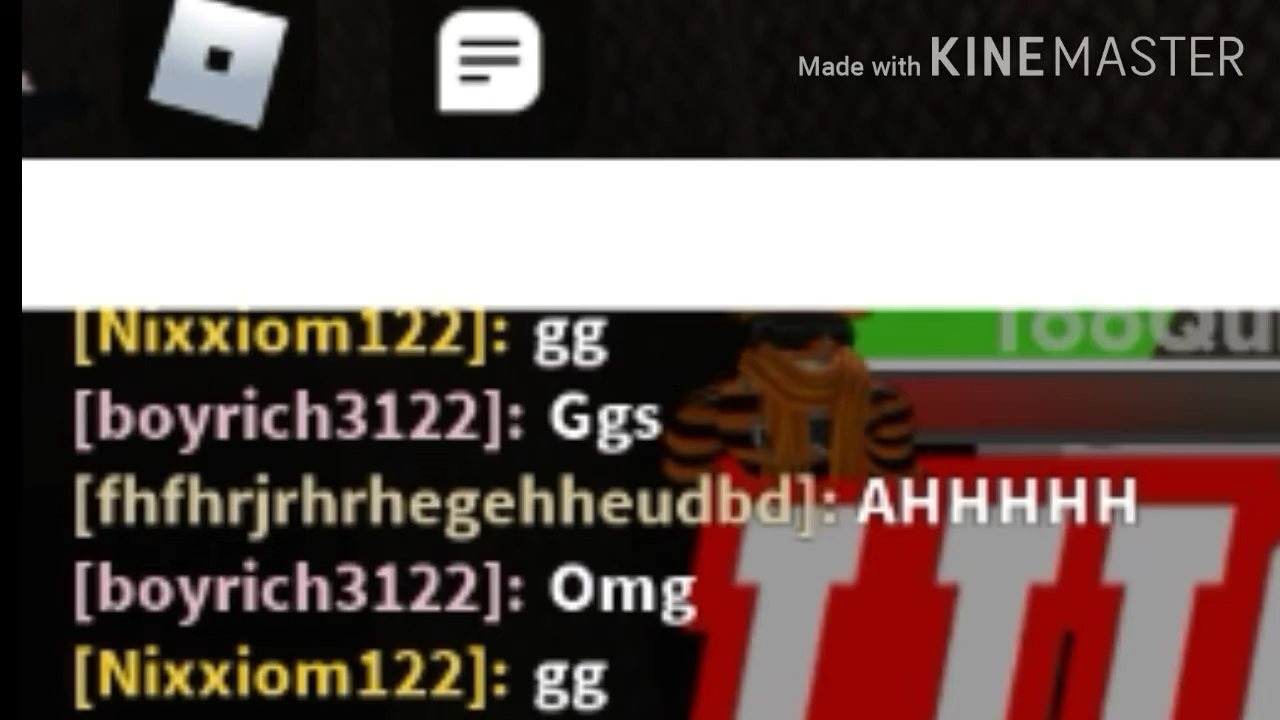 Made with KINEMASTER
[Nixxiom122]: gg
[boyrich3122]: Ggs
[fhfhrjrhrhegehheudbd]: AHHHHH
[boyrich3122]: Omg
[Nixxiom122]: gg